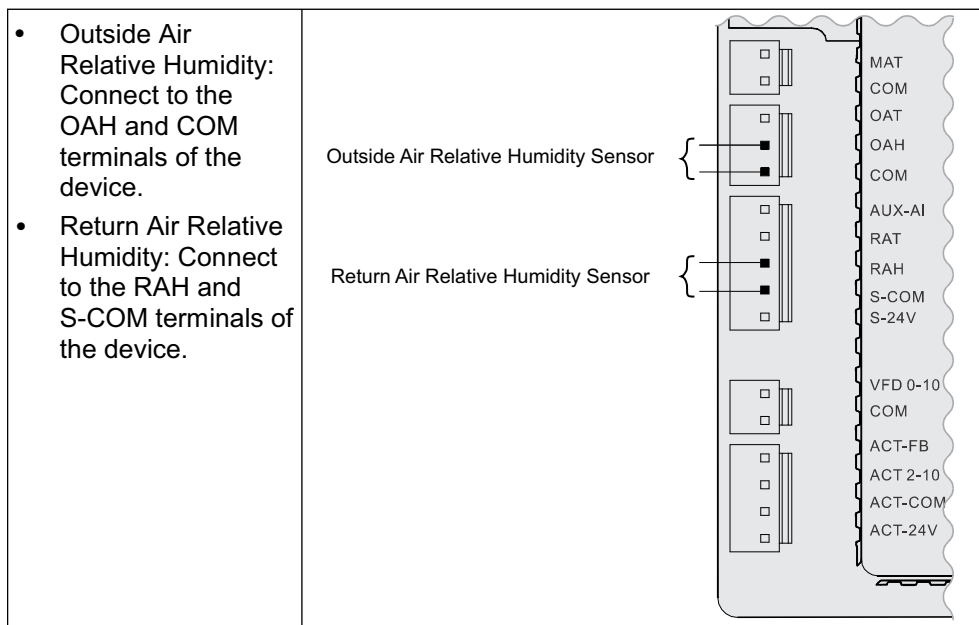 • Outside Air
Relative Humidity:
Connect to the
OAH and COM
terminals of the
device.
• Return Air Relative
Humidity: Connect
to the RAH and
S-COM terminals of
the device.
Outside Air Relative Humidity Sensor
Return Air Relative Humidity Sensor
MAT
COM
OAT
OAH
COM
AUX-AI
RAT
RAH
S-COM
S-24V
VFD 0-10
COM
ACT-FB
ACT 2-10
ACT-COM
ACT-24V